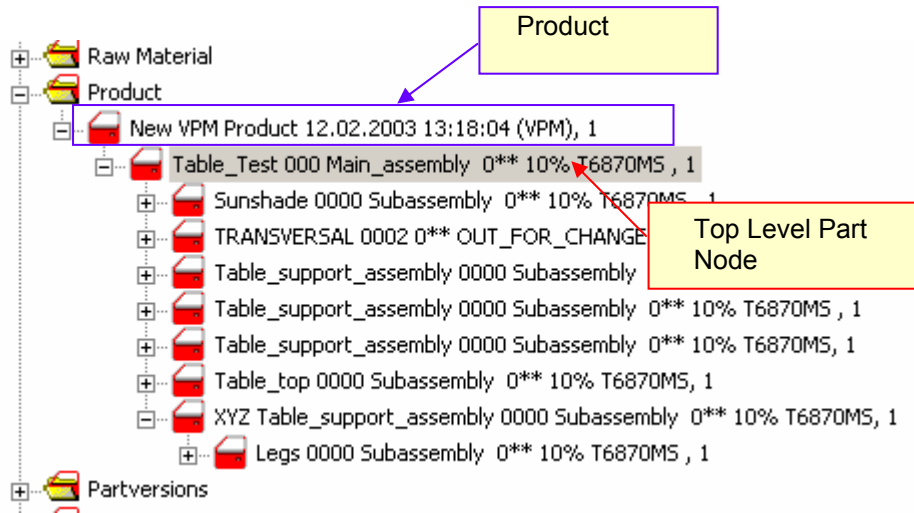 Product
Raw Material
Product
New VPM Product 12.02.2003 13:18:04 (VPM), 1
Table_Test 000 Main_assembly 0** 10% T6870MS , 1
Sunshade 0000 Subassembly 0** 10% T6870MS , 1
TRANSVERSAL 0002 0** OUT_FOR_CHANGE
Top Level Part
Node
Table_support_assembly 0000 Subassembly
Table_support_assembly 0000 Subassembly 0** 10% T6870MS , 1
Table_support_assembly 0000 Subassembly 0** 10% T6870MS, 1
Table_top 0000 Subassembly 0** 10% T6870MS, 1
XYZ Table_support_assembly 0000 Subassembly 0** 10% T6870MS, 1
Legs 0000 Subassembly 0** 10% T6870MS , 1
Partversions